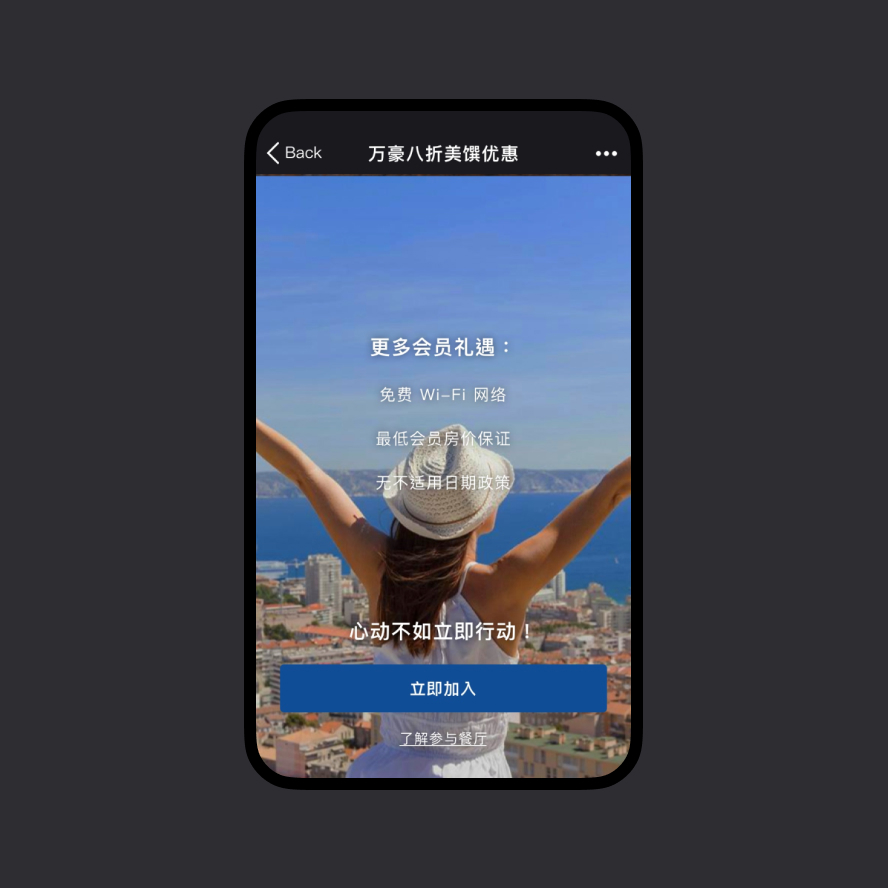 Back
万豪八折美馔优惠
更多会员礼遇：
免费 Wi-Fi 网络
最低会员房价保证
无不适用日期政策
心动不如立即行动！
立即加入
了解参与餐厅